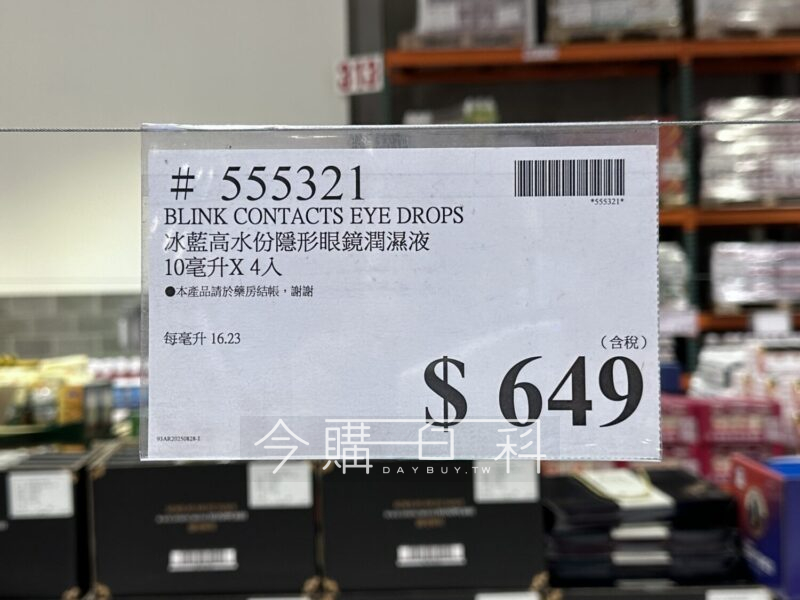 313
# 555321
*555321*
BLINK CONTACTS EYE DROPS
冰藍高水份隱形眼鏡潤濕液
10毫升X 4入
●本產品請於藥房結帳，謝謝
每毫升 16.23
（含稅）
$ 649
93AR20250828-1
今購百科
DAYBUY.TW